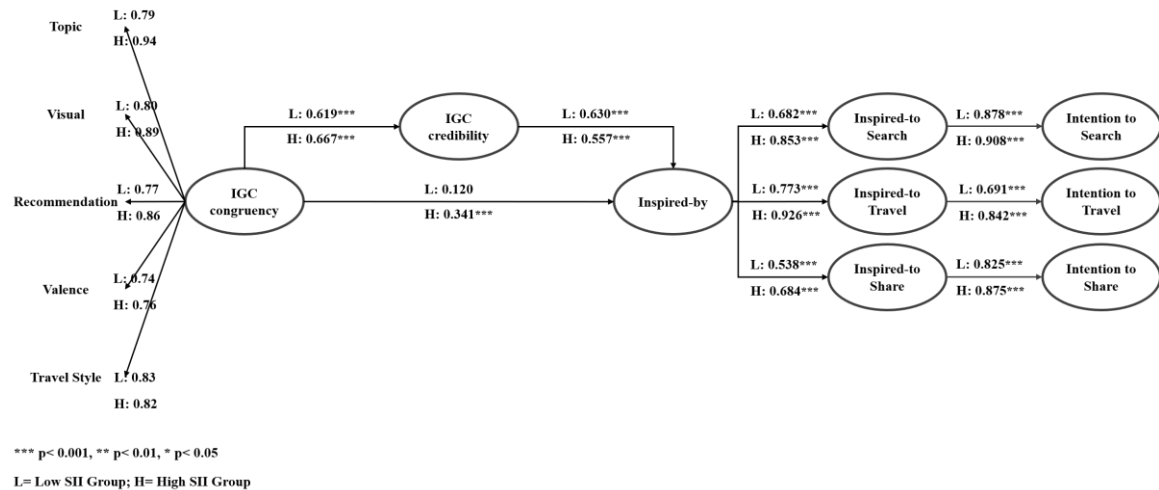 Topic
L: 0.79
H: 0.94
Visual
L: 0.80
H: 0.89
Recommendation
L: 0.77
H: 0.86
Valence
L: 0.74
H: 0.76
Travel Style
L: 0.83
H: 0.82
IGC
congruency
L: 0.619***
H: 0.667***
IGC
credibility
L: 0.630***
H: 0.557***
L: 0.120
H: 0.341***
Inspired-by
L: 0.682***
H: 0.853***
Inspired-to
Search
L: 0.878***
H: 0.908***
Intention to
Search
L: 0.773***
H: 0.926***
Inspired-to
Travel
L: 0.691***
H: 0.842***
Intention to
Travel
L: 0.538***
H: 0.684***
Inspired-to
Share
L: 0.825***
H: 0.875***
Intention to
Share
*** p< 0.001, ** p< 0.01, * p< 0.05
L= Low SII Group; H= High SII Group